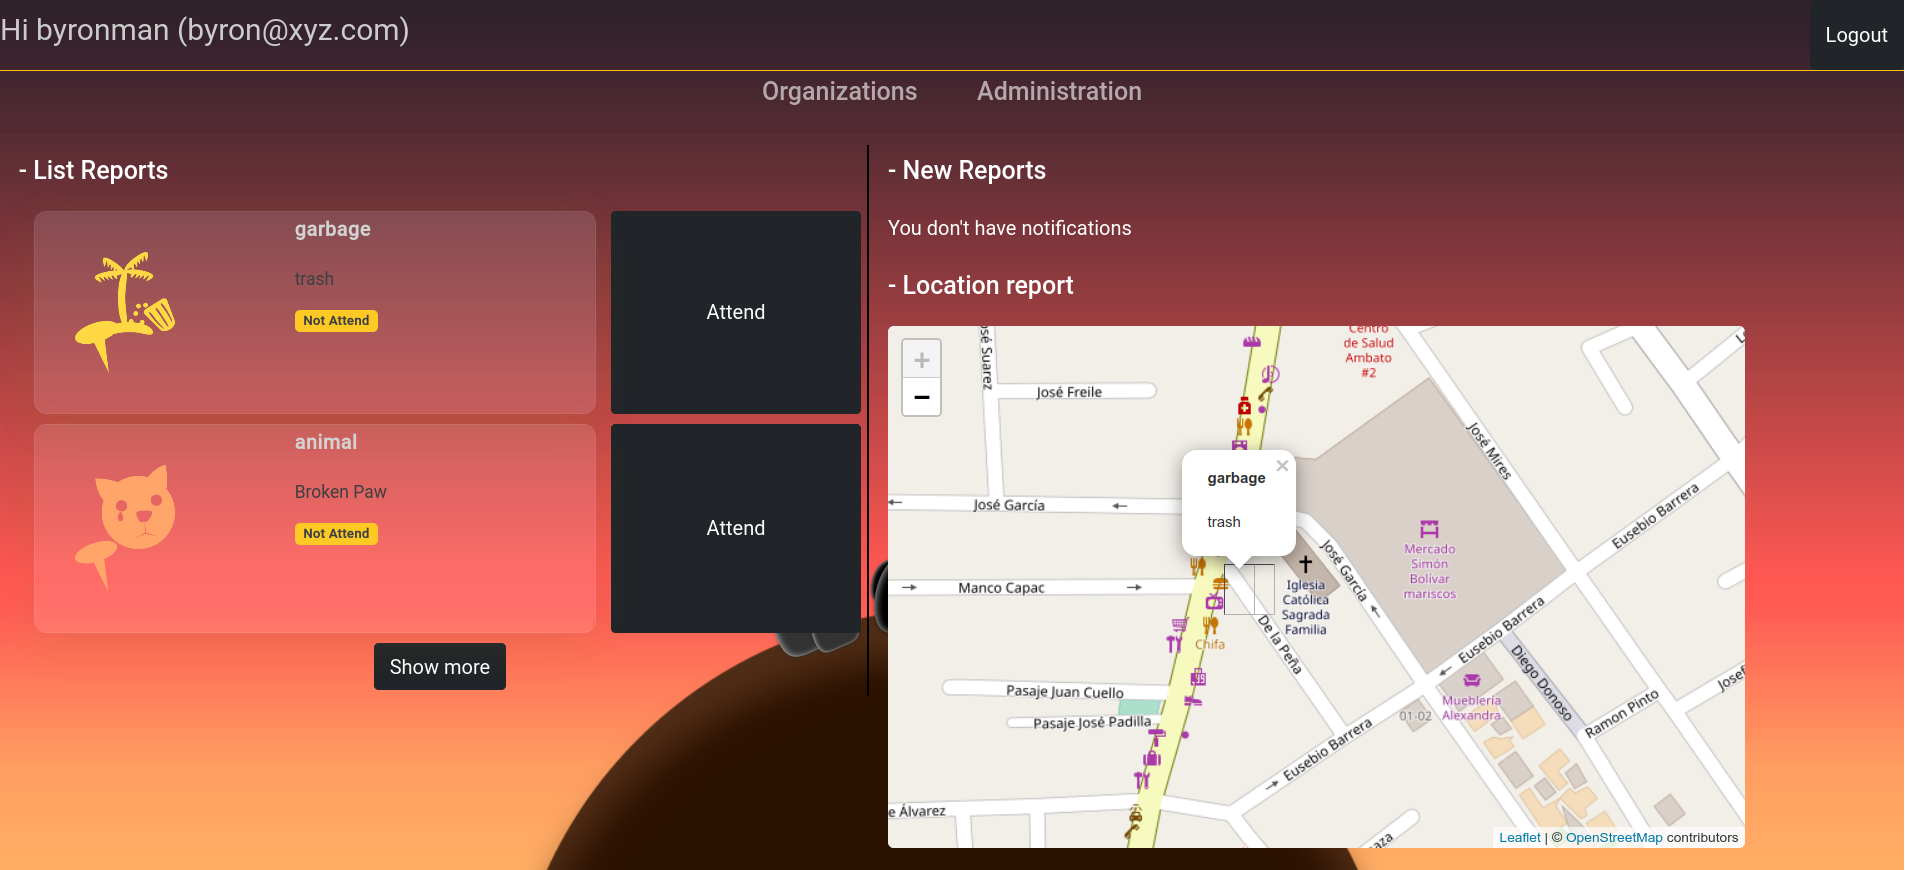 Hi byronman (byron@xyz.com)
Logout
Organizations
Administration
- List Reports
garbage
trash
Not Attend
Attend
animal
Broken Paw
Not Attend
Attend
Show more
- New Reports
You don't have notifications
- Location report
+
−
osé Suarez
José Freile
Centro
de Salud
Ambato
#2
José Mires
garbage
×
trash
José García
José García
Manco Capac
Mercado
Simón
Bolívar
mariscos
Eusebio Barrera
Iglesia
Católica
Sagrada
Familia
De la Peña
Chifa
Eusebio Barrera
Diego Donoso
Pasaje Juan Cuello
Pasaje José Padilla
Mueblería
Alexandra
01-02
Ramon Pinto
Josef
Eusebio Barrera
e Álvarez
aza
Leaflet | © OpenStreetMap contributors